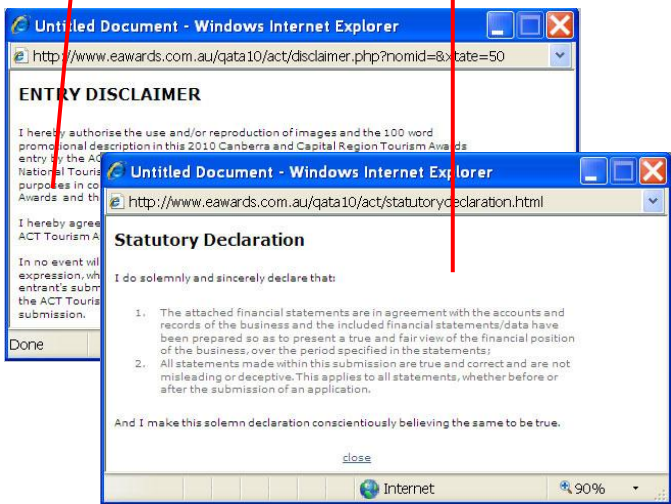 Untitled Document - Windows Internet Explorer
http://www.eawards.com.au/qata10/act/disclaimer.php?nomid=&xtate=50
ENTRY DISCLAIMER
I hereby authorise the use and/or reproduction of images and the 100 word
promotional description in this 2010 Canberra and Capital Region Tourism Awards
entry by the AC
National Touris
purposes in co
Awards and th
I hereby agree
ACT Tourism A
In no event wil
expression, wh
entrant's subm
the ACT Touris
submission.
Done
Untitled Document - Windows Internet Explorer
http://www.eawards.com.au/qata10/act/statutorydeclaration.html
Statutory Declaration
I do solemnly and sincerely declare that:
1. The attached financial statements are in agreement with the accounts and
records of the business and the included financial statements/data have
been prepared so as to present a true and fair view of the financial position
of the business, over the period specified in the statements;
2. All statements made within this submission are true and correct and are not
misleading or deceptive. This applies to all statements, whether before or
after the submission of an application.
And I make this solemn declaration conscientiously believing the same to be true.
close
Internet
90%